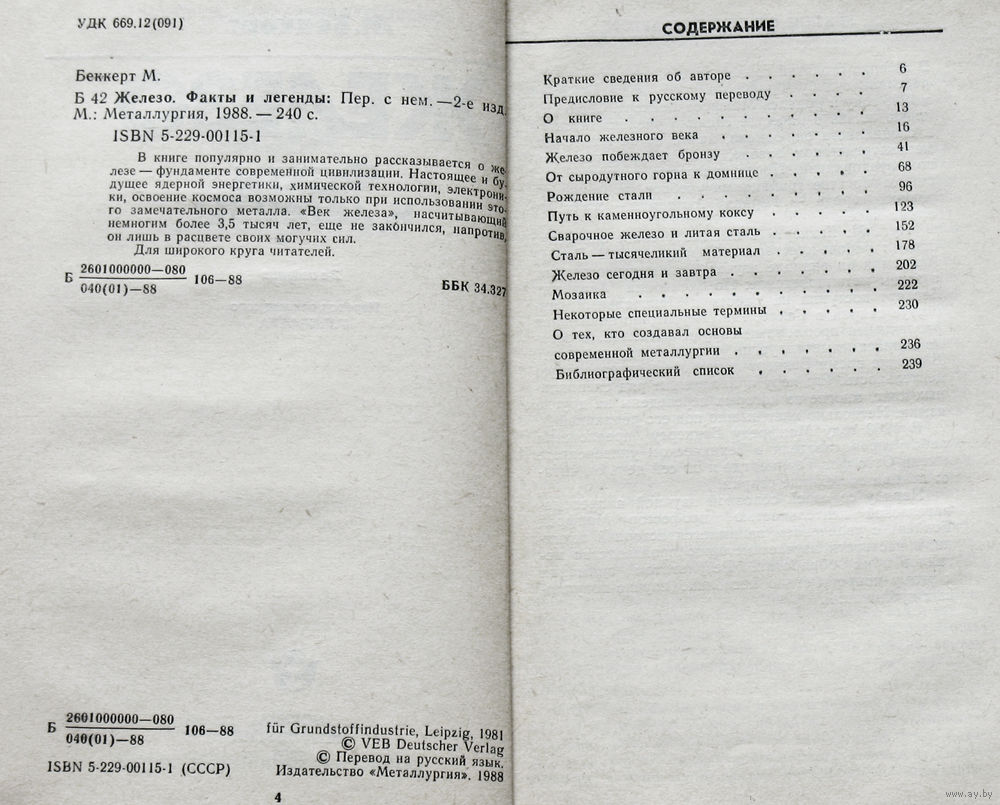 УДК 669.12(091)
Беккерт М.
Б 42 Железо. Факты и легенды: Пер. с нем. —2-е изд.
М.: Металлургия, 1988. — 240 с.
ISBN 5-229-00115-1
В книге популярно и занимательно рассказывается о же-
лезе — фундаменте современной цивилизации. Настоящее и бу-
дущее ядерной энергетики, химической технологии, электрони-
ки, освоение космоса возможны только при использовании это-
го замечательного металла. «Век железа», насчитывающий
немногим более 3,5 тысяч лет, еще не закончился, напротив,
он лишь в расцвете своих могучих сил.
Для широкого круга читателей.
Б 2601000000—080
040(01)—88 106—88
ББК 34.327
Б 2601000000—080
040(01)—88 106—88
ISBN 5-229-00115-1 (СССР)
für Grundstoffindustrie, Leipzig, 1981
© VEB Deutscher Verlag
© Перевод на русский язык.
Издательство «Металлургия». 1988
4
СОДЕРЖАНИЕ
Краткие сведения об авторе . . . . . . 6
Предисловие к русскому переводу . . . . . 7
О книге . . . . . . . . . . 13
Начало железного века . . . . . . . 16
Железо побеждает бронзу . . . . . . . 41
От сыродутного горна к домнице . . . . . 68
Рождение стали . . . . . . . . 96
Путь к каменноугольному коксу . . . . . . 123
Сварочное железо и литая сталь . . . . . 152
Сталь — тысячеликий материал . . . . . 178
Железо сегодня и завтра . . . . . . 202
Мозаика . . . . . . . . . 222
Некоторые специальные термины . . . . . 230
О тех, кто создавал основы
современной металлургии . . . . . . . 236
Библиографический список . . . . . . 239
www.ay.by